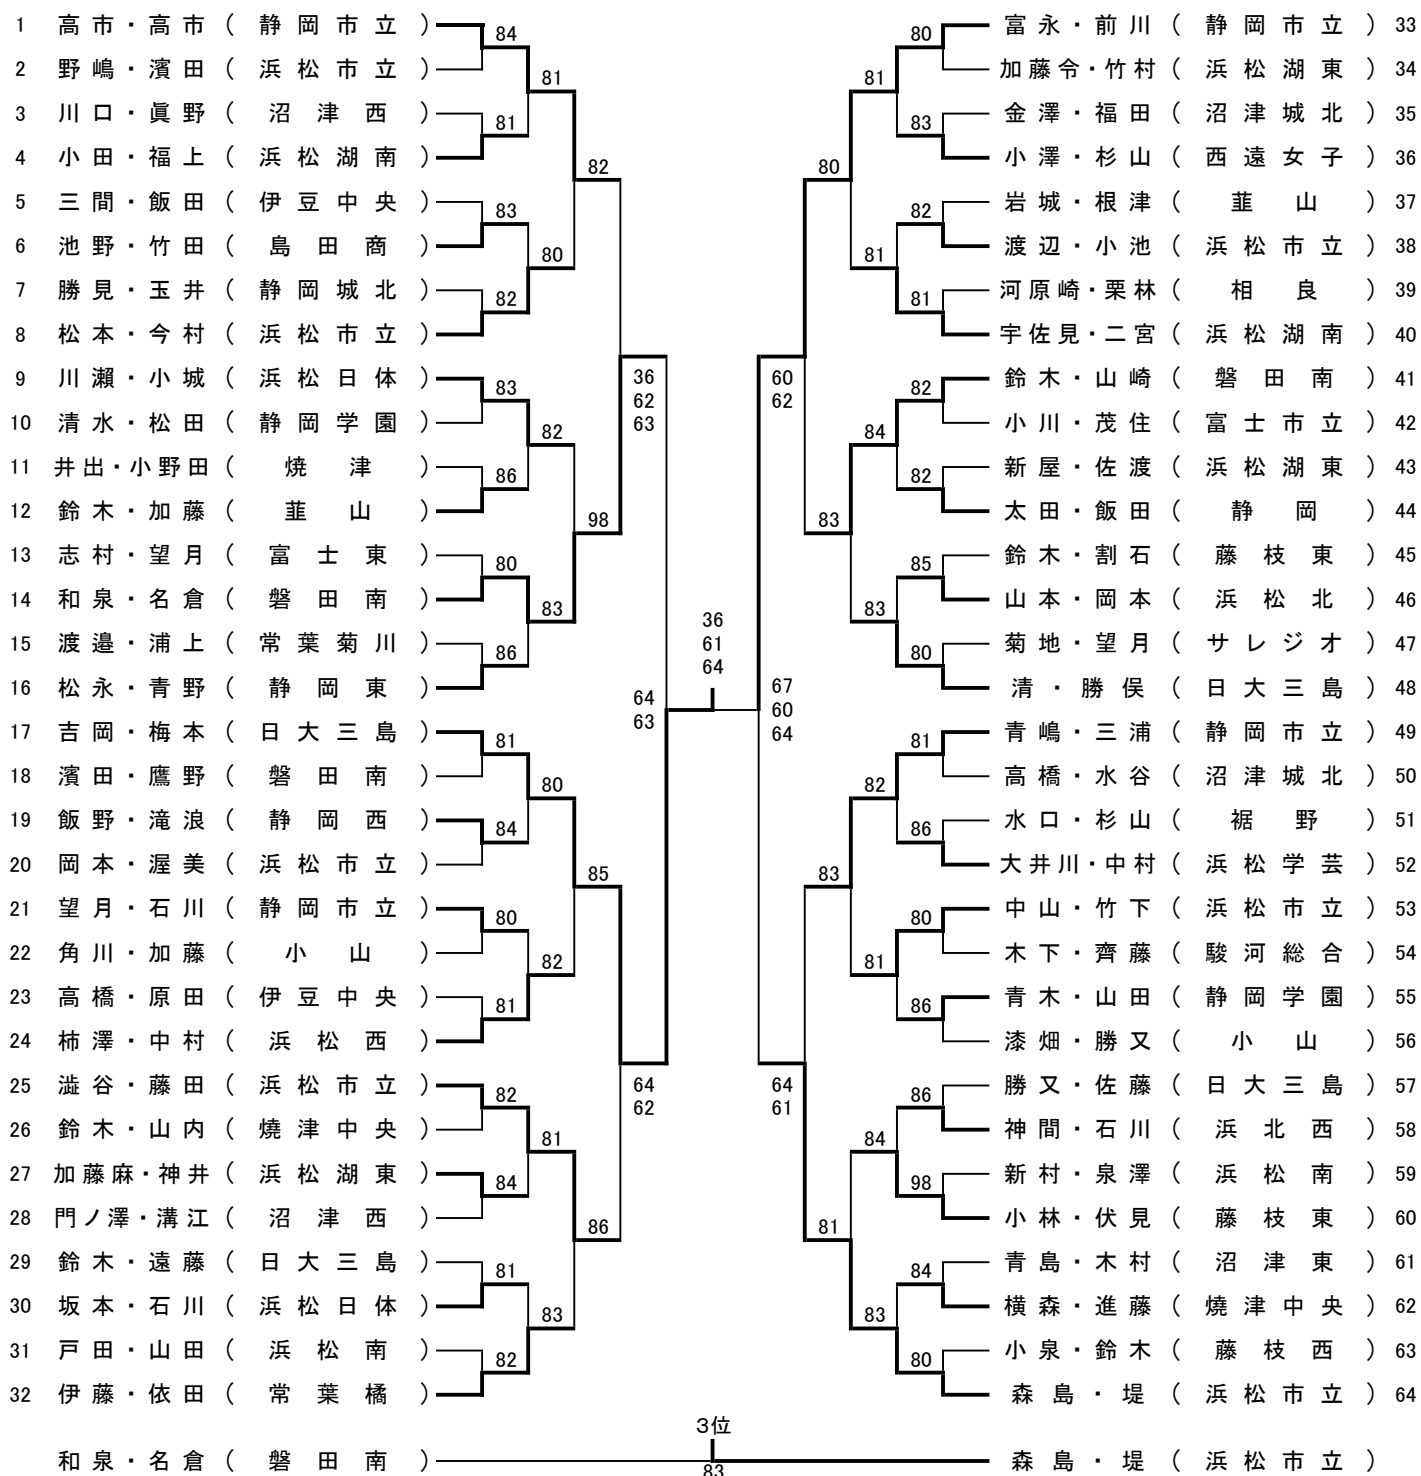 1 高市・高市 ( 静岡市立 ) 84 80 富永・前川 ( 静岡市立 ) 33
2 野嶋・濱田 ( 浜松市立 ) 81 81 加藤令・竹村 ( 浜松湖東 ) 34
3 川口・眞野 ( 沼津西 ) 81 83 金澤・福田 ( 沼津城北 ) 35
4 小田・福上 ( 浜松湖南 ) 82 80 小澤・杉山 ( 西遠女子 ) 36
5 三間・飯田 ( 伊豆中央 ) 83 82 岩城・根津 ( 韮山 ) 37
6 池野・竹田 ( 島田商 ) 80 81 渡辺・小池 ( 浜松市立 ) 38
7 勝見・玉井 ( 静岡城北 ) 82 81 河原崎・栗林 ( 相良 ) 39
8 松本・今村 ( 浜松市立 ) 宇佐見・二宮 ( 浜松湖南 ) 40
9 川瀬・小城 ( 浜松日体 ) 83 36 60 82 鈴木・山崎 ( 磐田南 ) 41
62 62
10 清水・松田 ( 静岡学園 ) 82 63 84 小川・茂住 ( 富士市立 ) 42
11 井出・小野田 ( 焼津 ) 86 82 新屋・佐渡 ( 浜松湖東 ) 43
12 鈴木・加藤 ( 韮山 ) 98 83 太田・飯田 ( 静岡 ) 44
13 志村・望月 ( 富士東 ) 80 85 鈴木・割石 ( 藤枝東 ) 45
14 和泉・名倉 ( 磐田南 ) 83 36 83 山本・岡本 ( 浜松北 ) 46
15 渡邉・浦上 ( 常葉菊川 ) 86 61 80 菊地・望月 ( サレジオ ) 47
64
16 松永・青野 ( 静岡東 ) 64 67 清・勝俣 ( 日大三島 ) 48
63 60
17 吉岡・梅本 ( 日大三島 ) 81 64 81 青嶋・三浦 ( 静岡市立 ) 49
18 濱田・鷹野 ( 磐田南 ) 80 82 高橋・水谷 ( 沼津城北 ) 50
19 飯野・滝浪 ( 静岡西 ) 84 86 水口・杉山 ( 裾野 ) 51
20 岡本・渥美 ( 浜松市立 ) 85 83 大井川・中村 ( 浜松学芸 ) 52
21 望月・石川 ( 静岡市立 ) 80 80 中山・竹下 ( 浜松市立 ) 53
22 角川・加藤 ( 小山 ) 82 81 木下・齊藤 ( 駿河総合 ) 54
23 高橋・原田 ( 伊豆中央 ) 81 86 青木・山田 ( 静岡学園 ) 55
24 柿澤・中村 ( 浜松西 ) 漆畑・勝又 ( 小山 ) 56
25 澁谷・藤田 ( 浜松市立 ) 82 64 64 86 勝又・佐藤 ( 日大三島 ) 57
62 61
26 鈴木・山内 ( 焼津中央 ) 81 84 神間・石川 ( 浜北西 ) 58
27 加藤麻・神井 ( 浜松湖東 ) 84 98 新村・泉澤 ( 浜松南 ) 59
28 門ノ澤・溝江 ( 沼津西 ) 86 81 小林・伏見 ( 藤枝東 ) 60
29 鈴木・遠藤 ( 日大三島 ) 81 84 青島・木村 ( 沼津東 ) 61
30 坂本・石川 ( 浜松日体 ) 83 83 横森・進藤 ( 焼津中央 ) 62
31 戸田・山田 ( 浜松南 ) 82 80 小泉・鈴木 ( 藤枝西 ) 63
32 伊藤・依田 ( 常葉橘 ) 森島・堤 ( 浜松市立 ) 64
3位
和泉・名倉 ( 磐田南 ) 83 森島・堤 ( 浜松市立 )